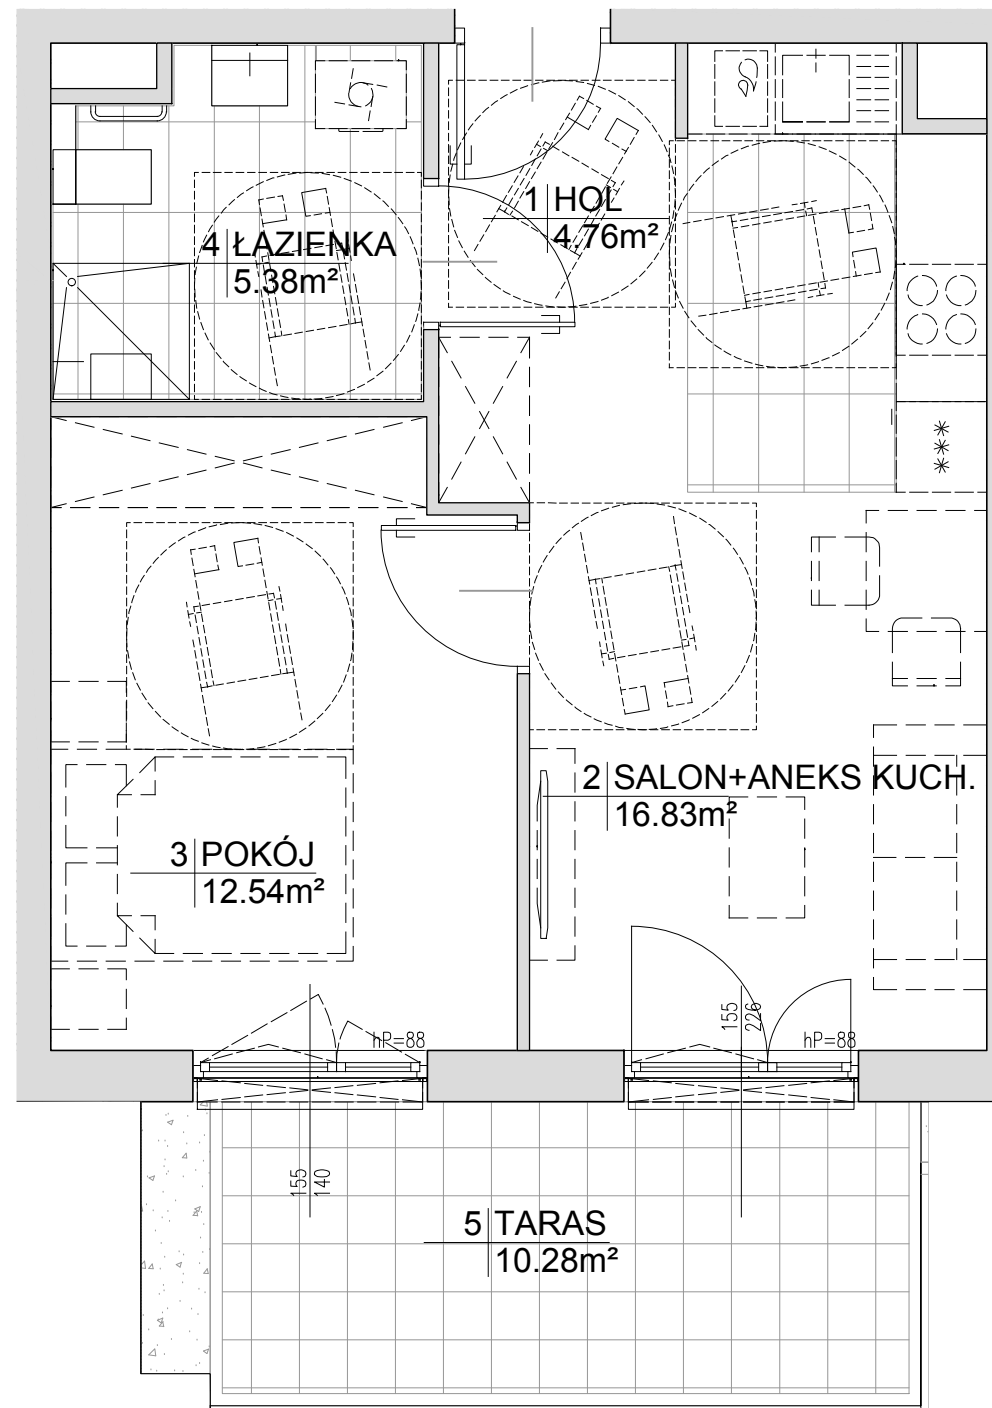 1 HOL
4.76m²
4 ŁAZIENKA
5.38m²
2 SALON+ANEKS KUCH.
16.83m²
3 POKÓJ
12.54m²
155
226
hP=88
hP=88
155
140
5 TARAS
10.28m²